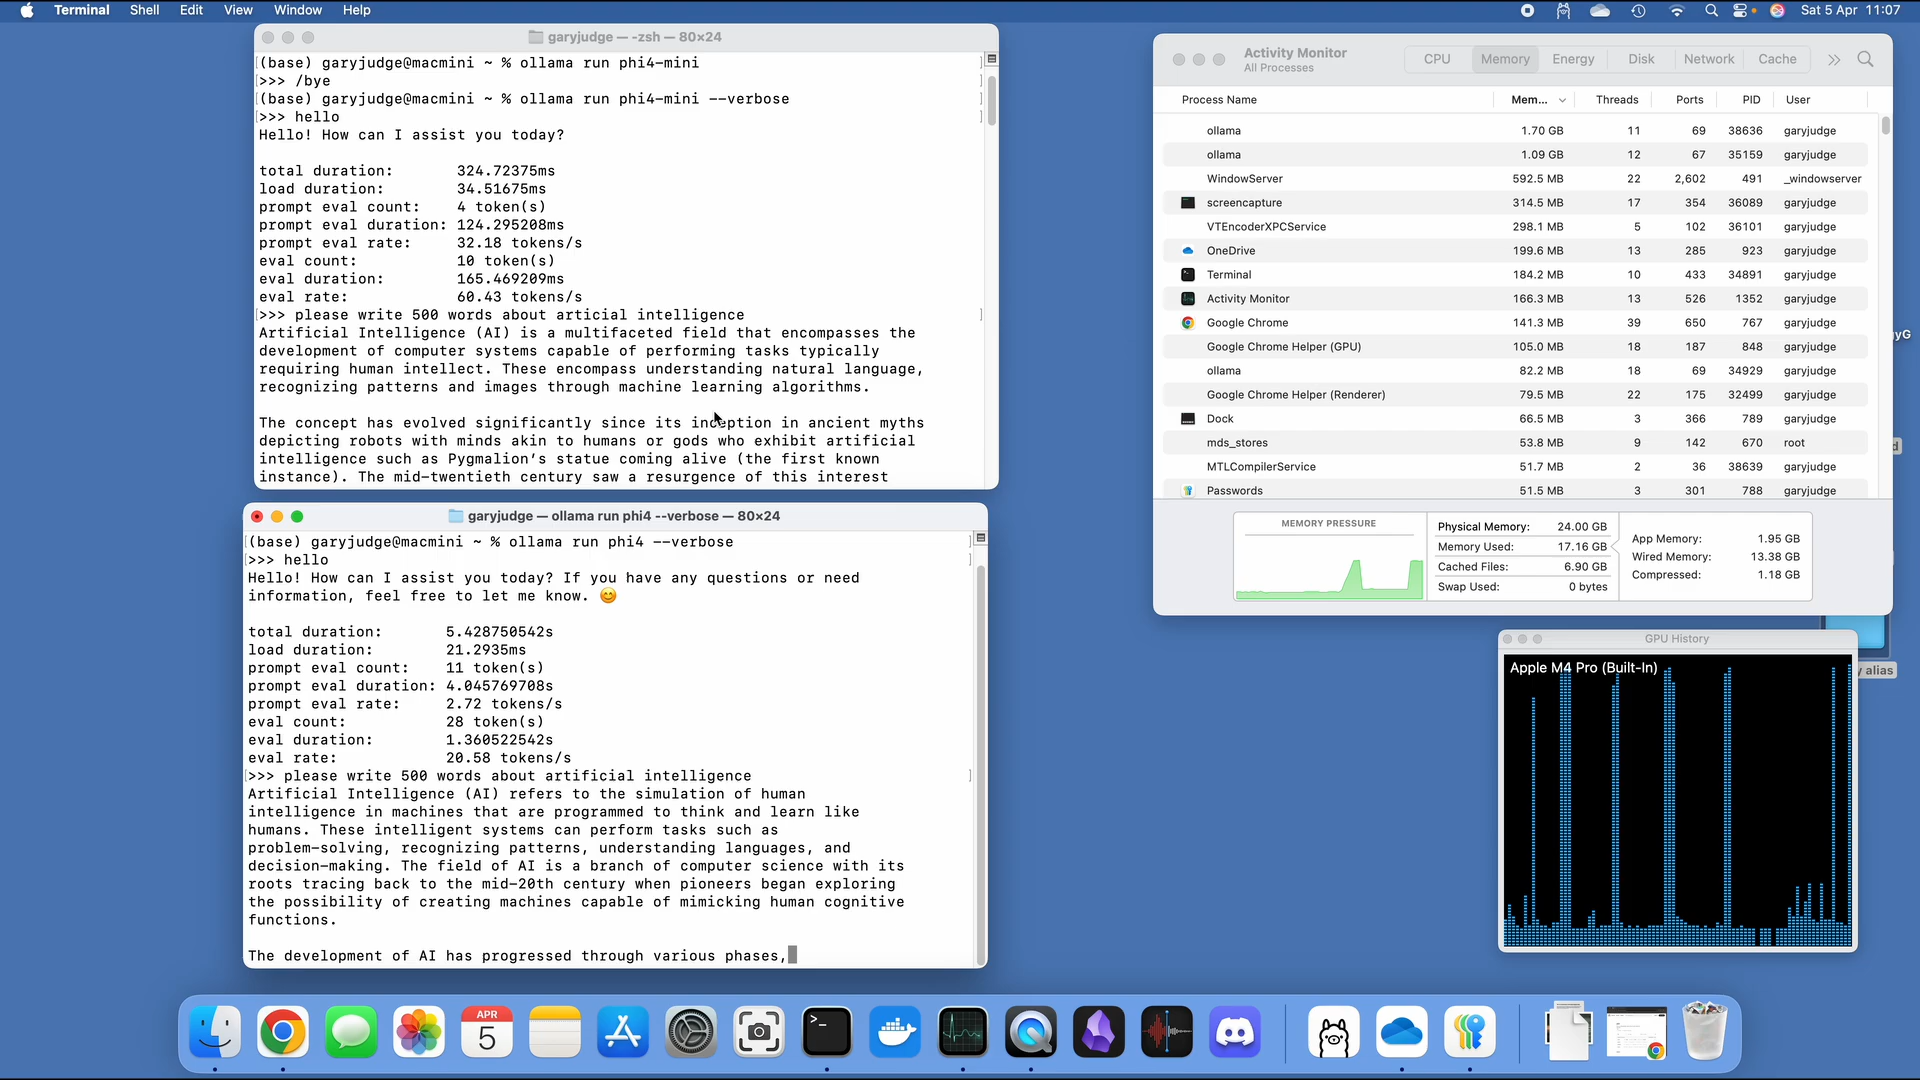 Terminal Shell Edit View Window Help Sat 5 Apr 11:07
garyjudge — -zsh — 80×24
(base) garyjudge@macmini ~ % ollama run phi4-mini
>>> /bye
(base) garyjudge@macmini ~ % ollama run phi4-mini --verbose
>>> hello
Hello! How can I assist you today?
total duration: 324.72375ms
load duration: 34.51675ms
prompt eval count: 4 token(s)
prompt eval duration: 124.295208ms
prompt eval rate: 32.18 tokens/s
eval count: 10 token(s)
eval duration: 165.469209ms
eval rate: 60.43 tokens/s
>>> please write 500 words about articial intelligence
Artificial Intelligence (AI) is a multifaceted field that encompasses the
development of computer systems capable of performing tasks typically
requiring human intellect. These encompass understanding natural language,
recognizing patterns and images through machine learning algorithms.
The concept has evolved significantly since its inception in ancient myths
depicting robots with minds akin to humans or gods who exhibit artificial
intelligence such as Pygmalion's statue coming alive (the first known
instance). The mid-twentieth century saw a resurgence of this interest
garyjudge — ollama run phi4 --verbose — 80×24
(base) garyjudge@macmini ~ % ollama run phi4 --verbose
>>> hello
Hello! How can I assist you today? If you have any questions or need
information, feel free to let me know. 😊
total duration: 5.428750542s
load duration: 21.2935ms
prompt eval count: 11 token(s)
prompt eval duration: 4.045769708s
prompt eval rate: 2.72 tokens/s
eval count: 28 token(s)
eval duration: 1.360522542s
eval rate: 20.58 tokens/s
>>> please write 500 words about artificial intelligence
Artificial Intelligence (AI) refers to the simulation of human
intelligence in machines that are programmed to think and learn like
humans. These intelligent systems can perform tasks such as
problem-solving, recognizing patterns, understanding languages, and
decision-making. The field of AI is a branch of computer science with its
roots tracing back to the mid-20th century when pioneers began exploring
the possibility of creating machines capable of mimicking human cognitive
functions.
The development of AI has progressed through various phases,
Activity Monitor
All Processes
CPU Memory Energy Disk Network Cache
Process Name Mem... Threads Ports PID User
ollama 1.70 GB 11 69 38636 garyjudge
ollama 1.09 GB 12 67 35159 garyjudge
WindowServer 592.5 MB 22 2,602 491 _windowserver
screencapture 314.5 MB 17 354 36089 garyjudge
VTEncoderXPCService 298.1 MB 5 102 36101 garyjudge
OneDrive 199.6 MB 13 285 923 garyjudge
Terminal 184.2 MB 10 433 34891 garyjudge
Activity Monitor 166.3 MB 13 526 1352 garyjudge
Google Chrome 141.3 MB 39 650 767 garyjudge
Google Chrome Helper (GPU) 105.0 MB 18 187 848 garyjudge
ollama 82.2 MB 18 69 34929 garyjudge
Google Chrome Helper (Renderer) 79.5 MB 22 175 32499 garyjudge
Dock 66.5 MB 3 366 789 garyjudge
mds_stores 53.8 MB 9 142 670 root
MTLCompilerService 51.7 MB 2 36 38639 garyjudge
Passwords 51.5 MB 3 301 788 garyjudge
MEMORY PRESSURE
Physical Memory: 24.00 GB
Memory Used: 17.16 GB
Cached Files: 6.90 GB
Swap Used: 0 bytes
App Memory: 1.95 GB
Wired Memory: 13.38 GB
Compressed: 1.18 GB
GPU History
Apple M4 Pro (Built-In)
alias
APR
5